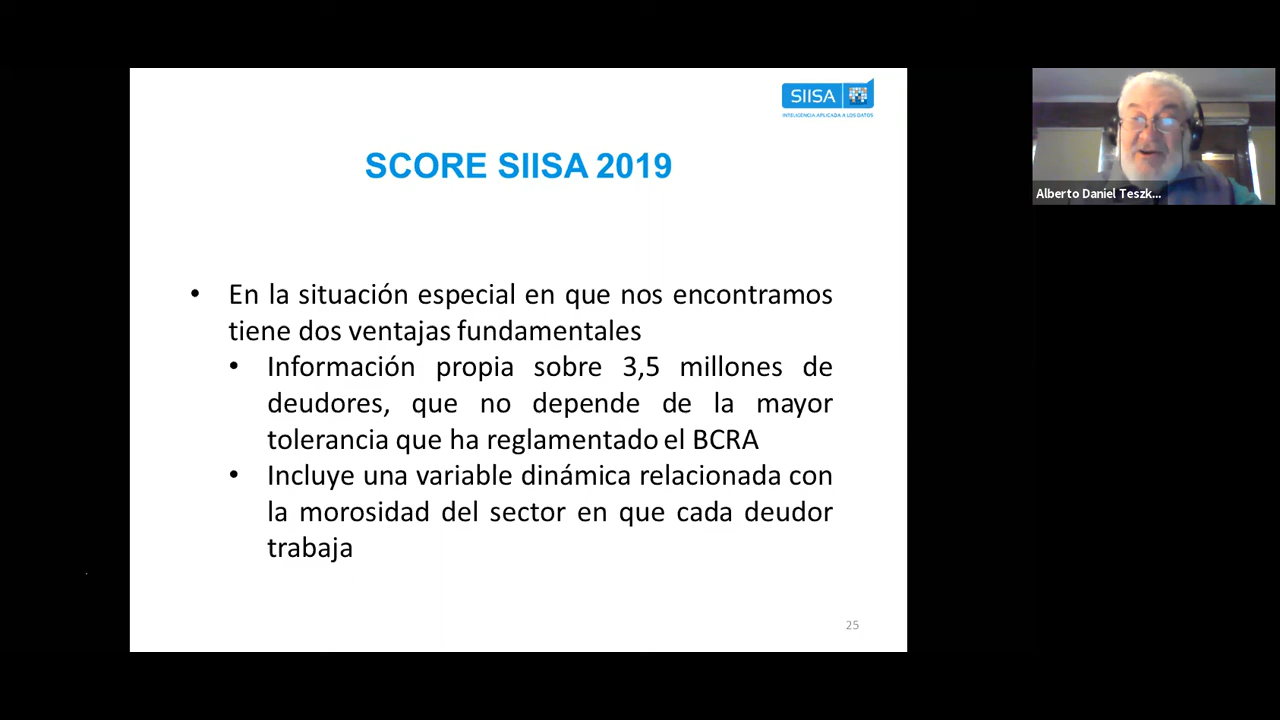 SIISA
INTELIGENCIA APLICADA A LOS DATOS
SCORE SIISA 2019
• En la situación especial en que nos encontramos
tiene dos ventajas fundamentales
• Información propia sobre 3,5 millones de
deudores, que no depende de la mayor
tolerancia que ha reglamentado el BCRA
• Incluye una variable dinámica relacionada con
la morosidad del sector en que cada deudor
trabaja
25
Alberto Daniel Teszk...